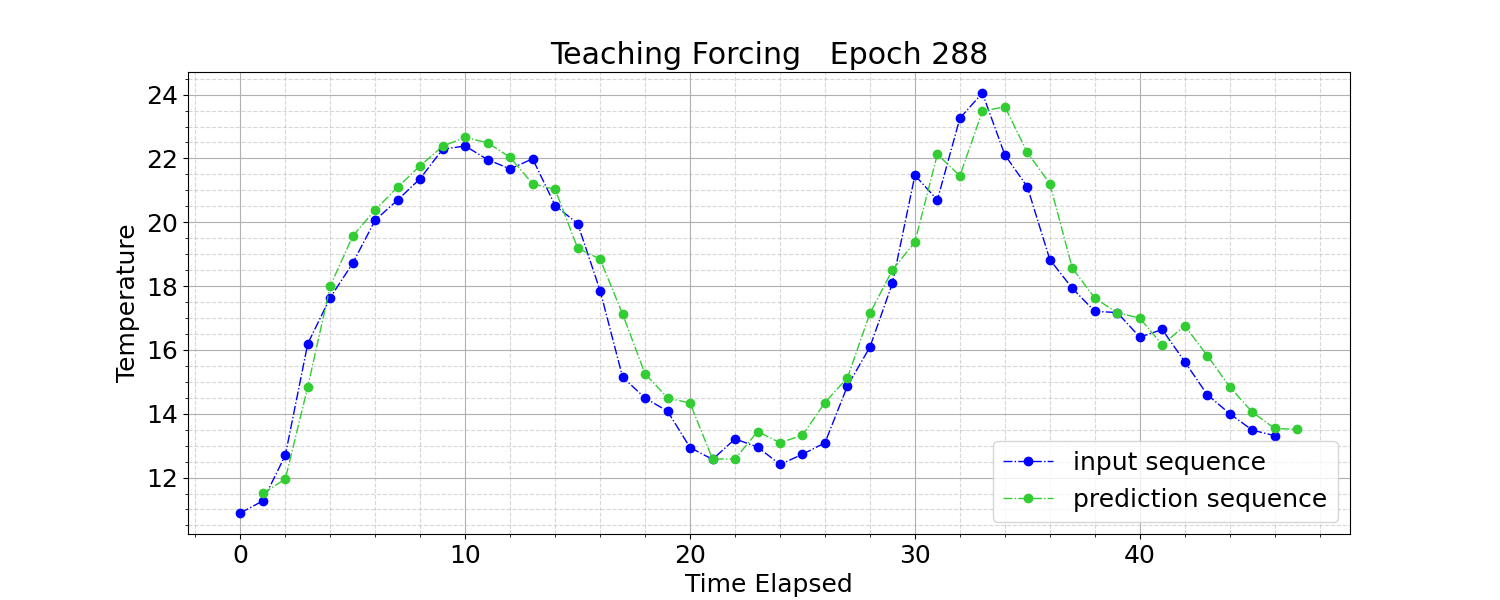 Teaching Forcing   Epoch 288
24
22
20
18
16
14
12
Temperature
0 10 20 30 40
Time Elapsed
input sequence
prediction sequence